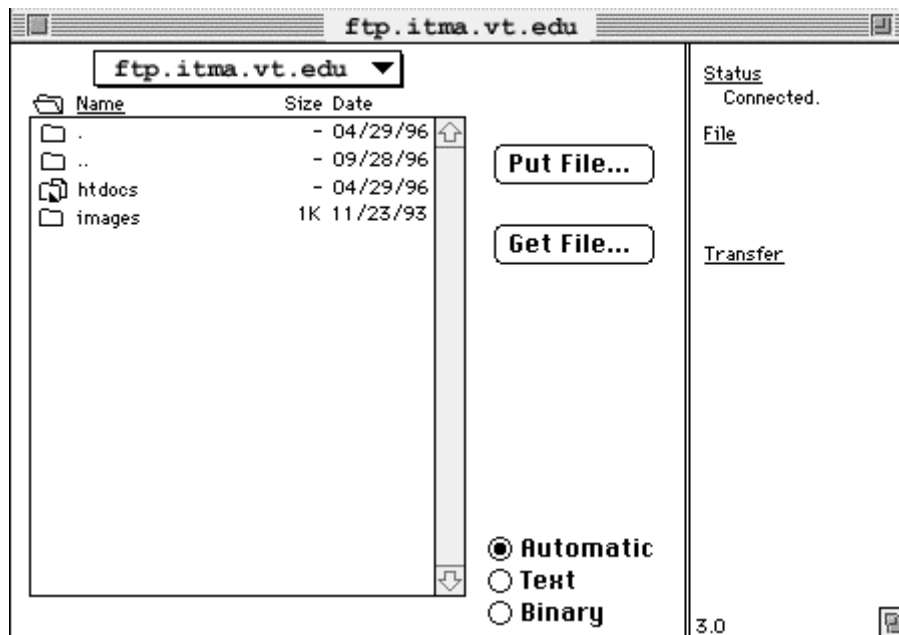 ftp.itma.vt.edu
ftp.itma.vt.edu
Name Size Date
. - 04/29/96
.. - 09/28/96
htdocs - 04/29/96
images 1K 11/23/93
Put File...
Get File...
Automatic
Text
Binary
Status
Connected.
File
Transfer
3.0